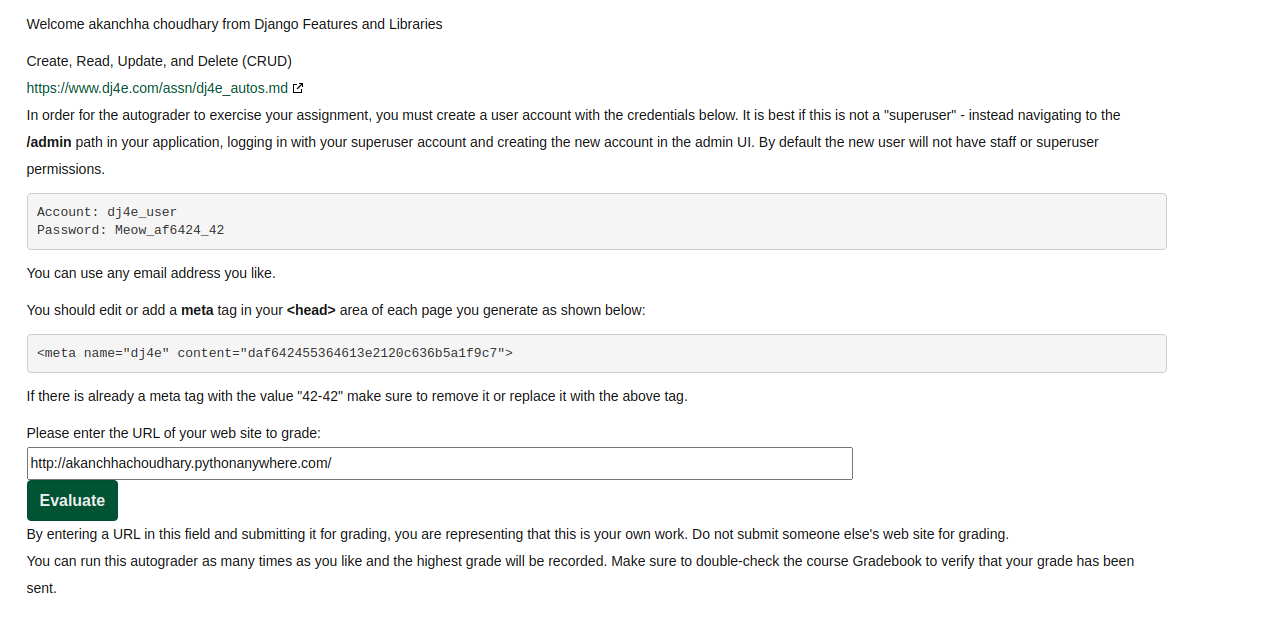 Welcome akanchha choudhary from Django Features and Libraries
Create, Read, Update, and Delete (CRUD)
https://www.dj4e.com/assn/dj4e_autos.md
In order for the autograder to exercise your assignment, you must create a user account with the credentials below. It is best if this is not a "superuser" - instead navigating to the
/admin path in your application, logging in with your superuser account and creating the new account in the admin UI. By default the new user will not have staff or superuser
permissions.
Account: dj4e_user
Password: Meow_af6424_42
You can use any email address you like.
You should edit or add a meta tag in your <head> area of each page you generate as shown below:
<meta name="dj4e" content="daf642455364613e2120c636b5a1f9c7">
If there is already a meta tag with the value "42-42" make sure to remove it or replace it with the above tag.
Please enter the URL of your web site to grade:
http://akanchhachoudhary.pythonanywhere.com/
Evaluate
By entering a URL in this field and submitting it for grading, you are representing that this is your own work. Do not submit someone else's web site for grading.
You can run this autograder as many times as you like and the highest grade will be recorded. Make sure to double-check the course Gradebook to verify that your grade has been
sent.